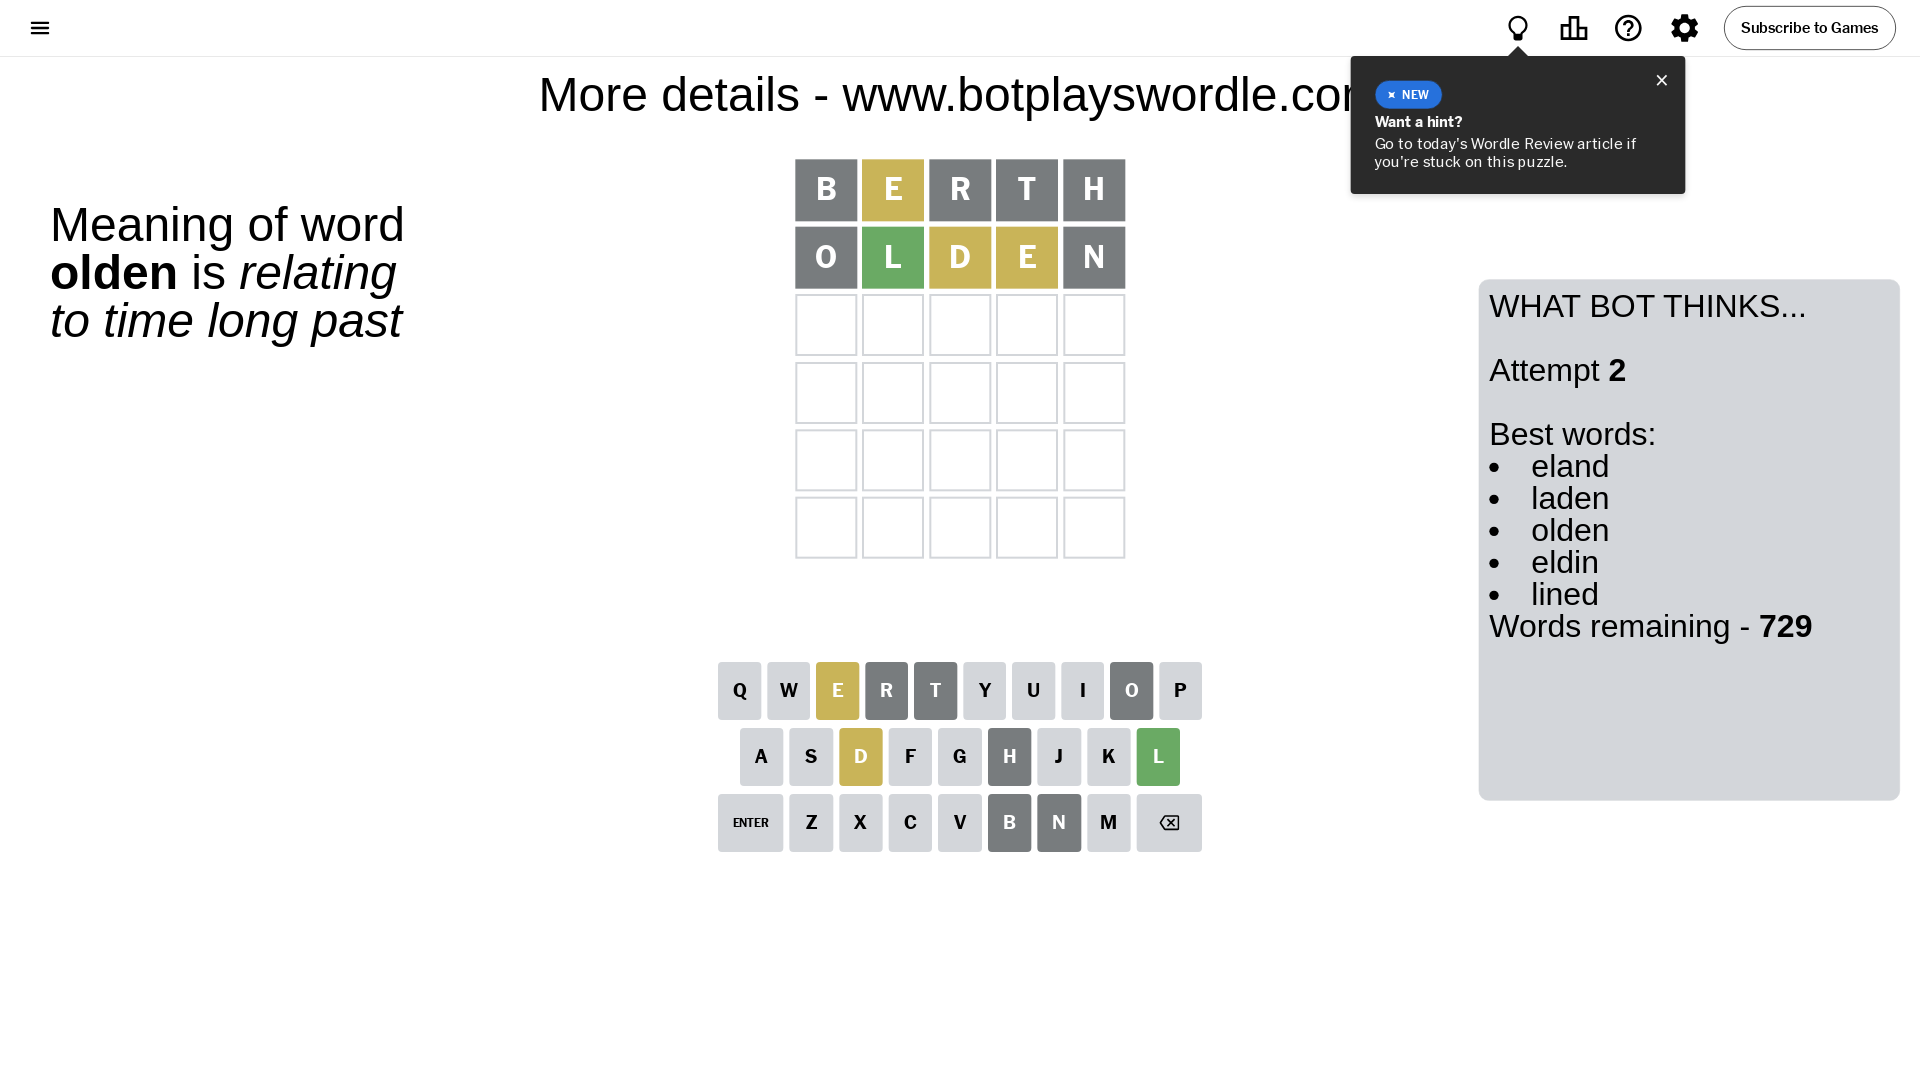 Subscribe to Games
More details - www.botplayswordle.co
NEW
Want a hint?
Go to today's Wordle Review article if
you're stuck on this puzzle.
Meaning of word
olden is relating
to time long past
B E R T H
O L D E N
WHAT BOT THINKS...
Attempt 2
Best words:
• eland
• laden
• olden
• eldin
• lined
Words remaining - 729
Q W E R T Y U I O P
A S D F G H J K L
ENTER Z X C V B N M